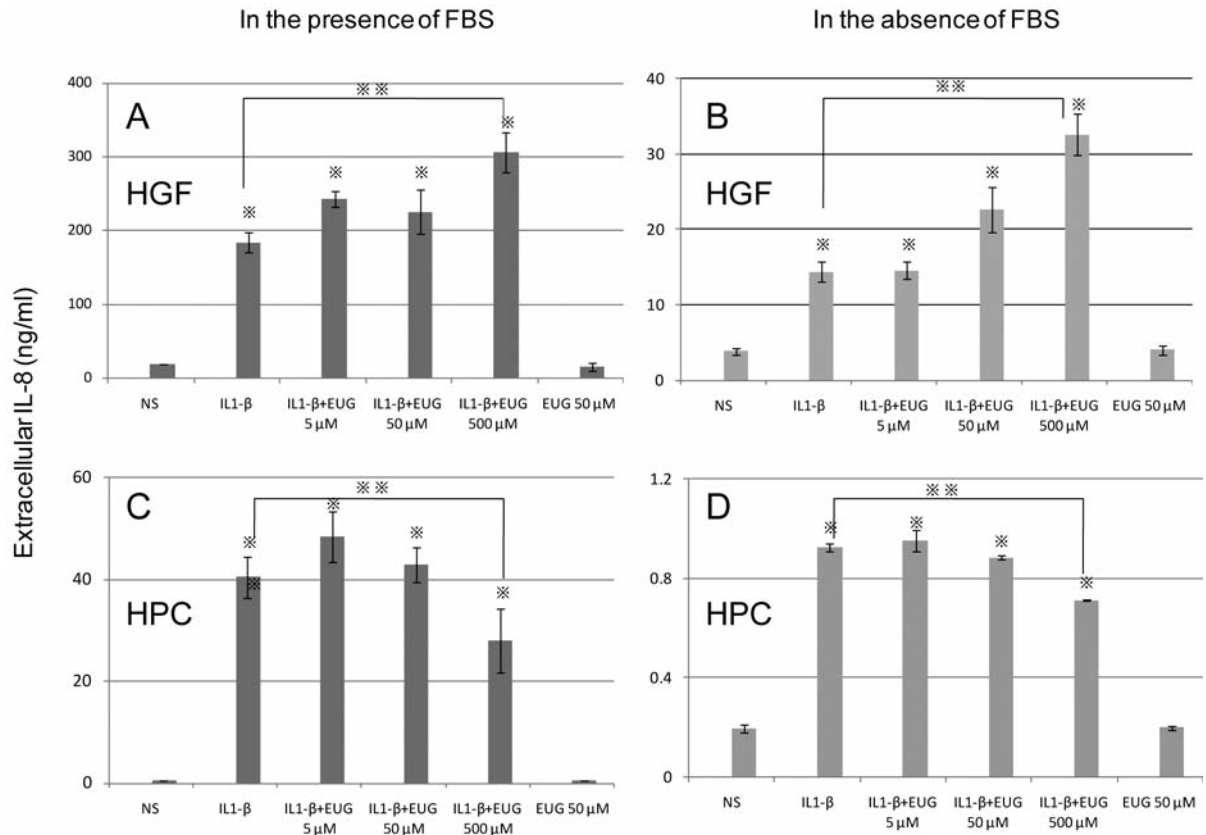 In the presence of FBS
In the absence of FBS
Extracellular IL-8 (ng/ml)
A
HGF
400
300
200
100
0
※※
※
※
※
※
NS
IL1-β
IL1-β+EUG
5 μM
IL1-β+EUG
50 μM
IL1-β+EUG
500 μM
EUG 50 μM
B
HGF
40
30
20
10
0
※※
※
※
※
※
NS
IL1-β
IL1-β+EUG
5 μM
IL1-β+EUG
50 μM
IL1-β+EUG
500 μM
EUG 50 μM
C
HPC
60
40
20
0
※※
※
※
※
※
※
NS
IL1-β
IL1-β+EUG
5 μM
IL1-β+EUG
50 μM
IL1-β+EUG
500 μM
EUG 50 μM
D
HPC
1.2
0.8
0.4
0
※※
※
※
※
※
NS
IL1-β
IL1-β+EUG
5 μM
IL1-β+EUG
50 μM
IL1-β+EUG
500 μM
EUG 50 μM